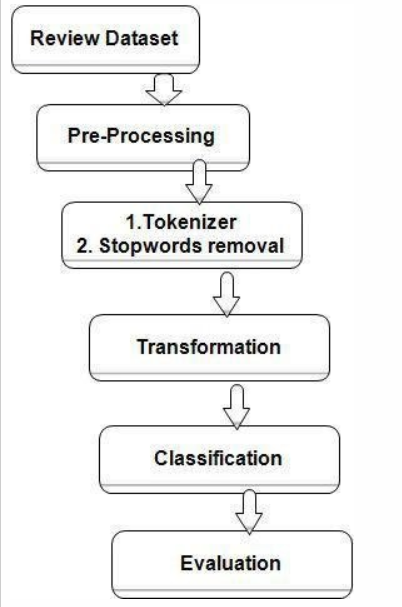 Review Dataset
Pre-Processing
1.Tokenizer
2. Stopwords removal
Transformation
Classification
Evaluation